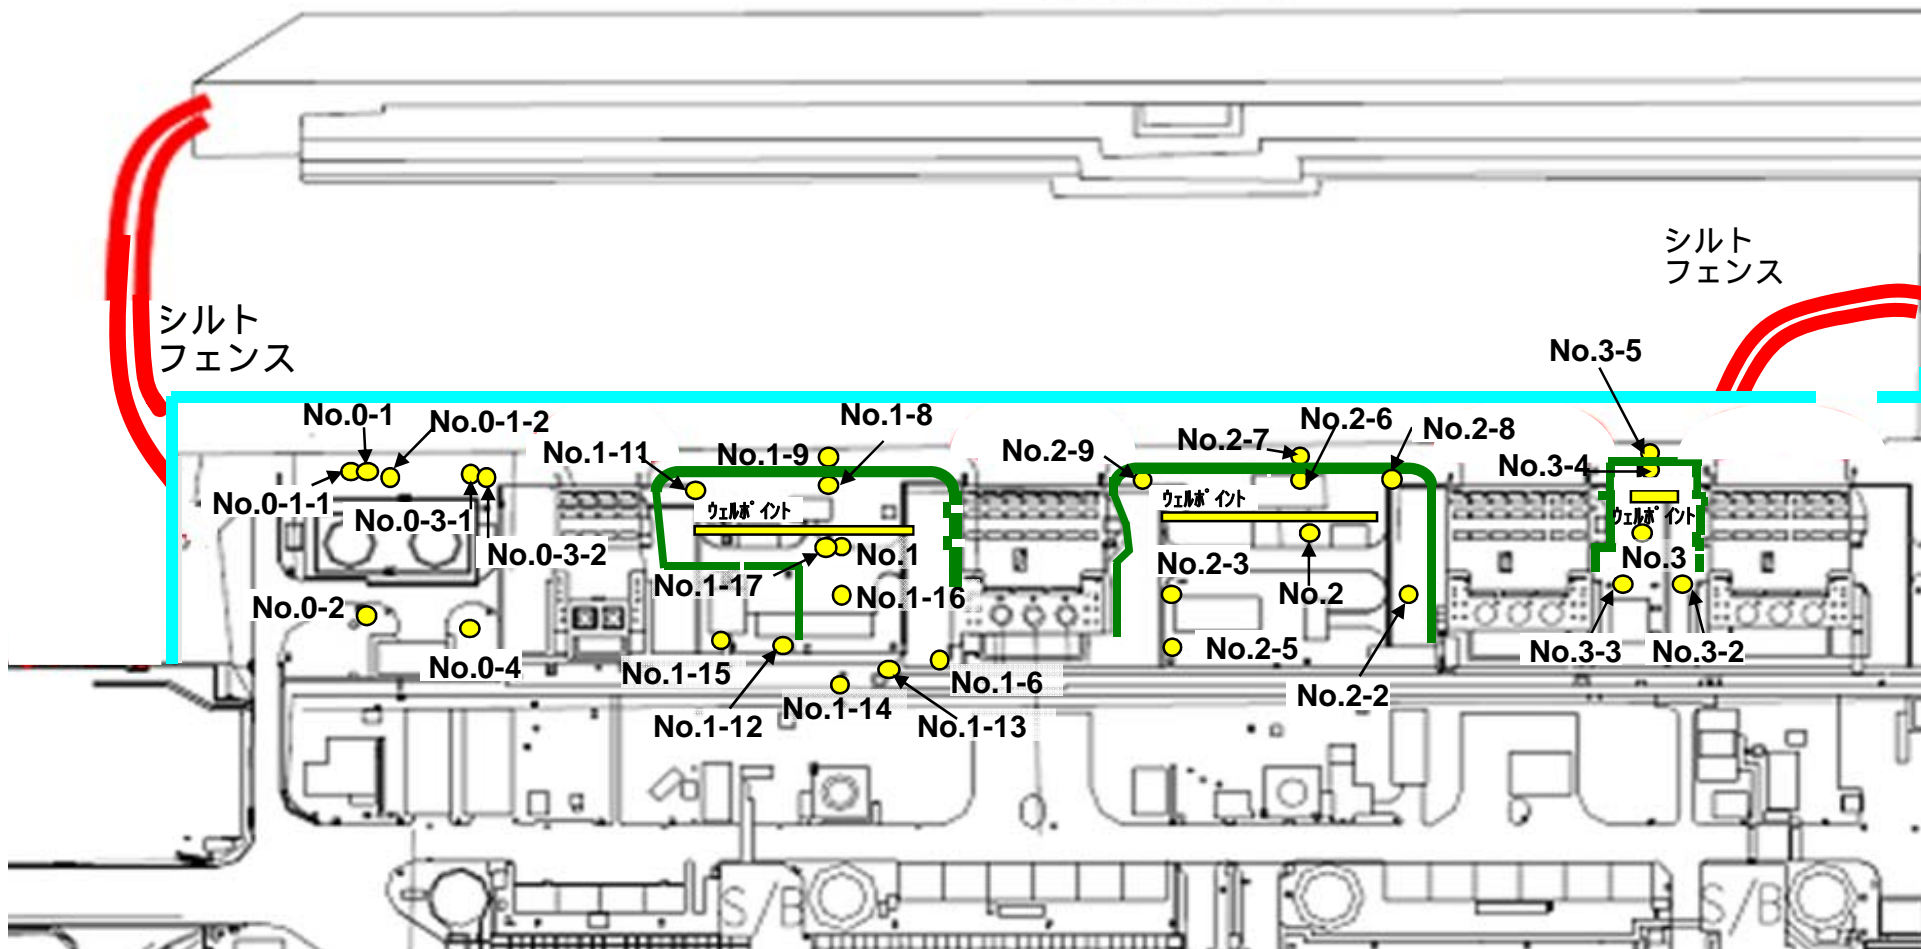 シルト
フェンス
シルト
フェンス
No.3-5
No.0-1
No.0-1-2
No.1-8
No.2-6
No.2-8
No.1-11
No.1-9
No.2-9
No.2-7
No.3-4
No.0-1-1
No.0-3-1
ｳｪﾙﾎﾟｲﾝﾄ
ｳｪﾙﾎﾟｲﾝﾄ
ｳｪﾙﾎﾟｲﾝﾄ
No.0-3-2
No.1
No.1-17
No.2-3
No.3
No.0-2
No.1-16
No.2
No.0-4
No.1-15
No.1-6
No.2-5
No.3-3
No.3-2
No.1-12
No.1-14
No.1-13
No.2-2
S/B
S/B